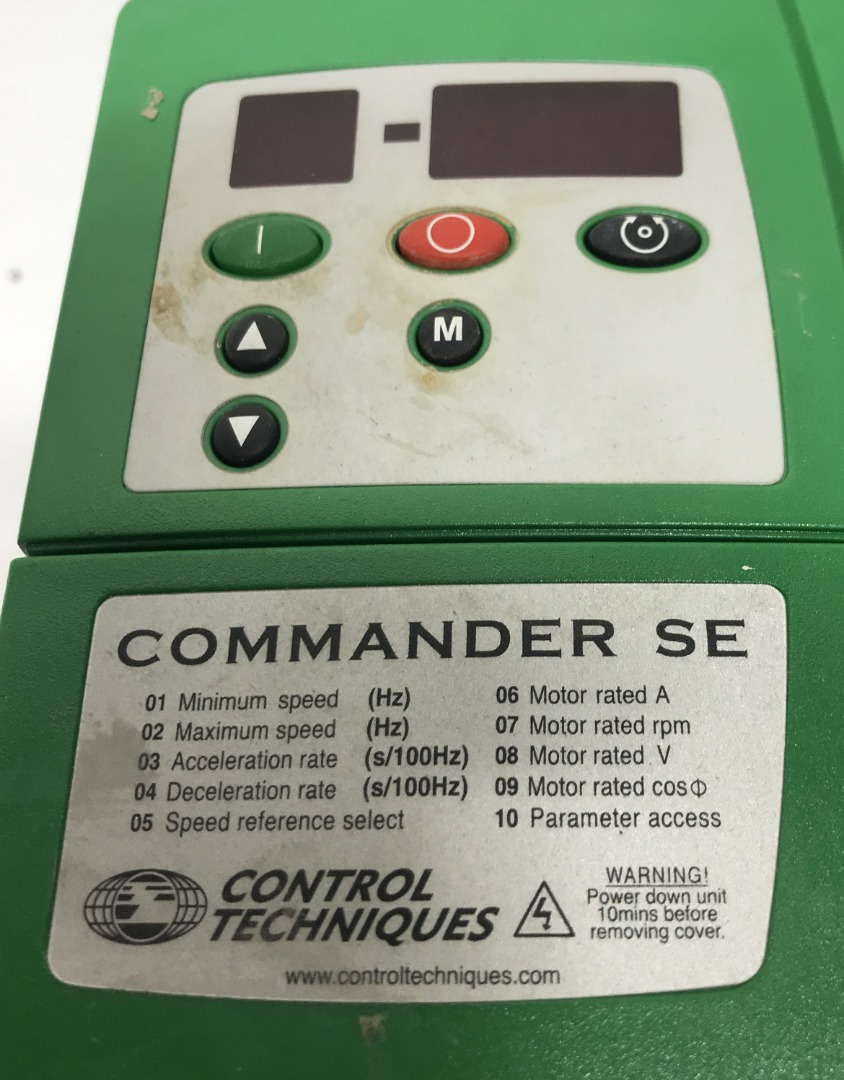 M
COMMANDER SE
01 Minimum speed (Hz)
02 Maximum speed (Hz)
03 Acceleration rate (s/100Hz)
04 Deceleration rate (s/100Hz)
05 Speed reference select
06 Motor rated A
07 Motor rated rpm
08 Motor rated V
09 Motor rated cosΦ
10 Parameter access
CONTROL
TECHNIQUES
WARNING!
Power down unit
10mins before
removing cover.
www.controltechniques.com